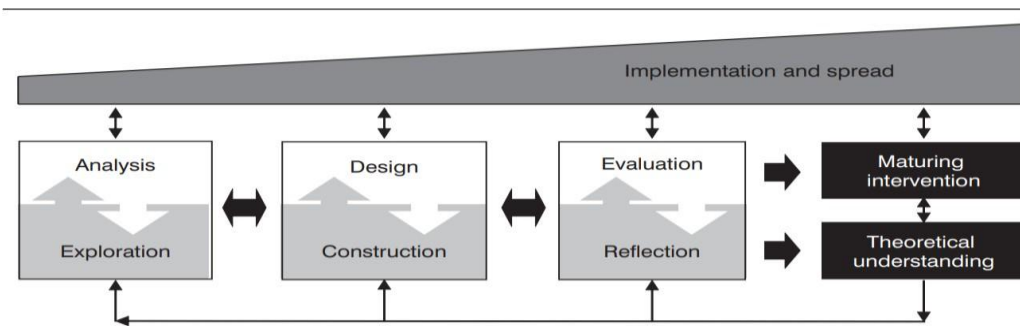 Implementation and spread
Analysis
Exploration
Design
Construction
Evaluation
Reflection
Maturing
intervention
Theoretical
understanding